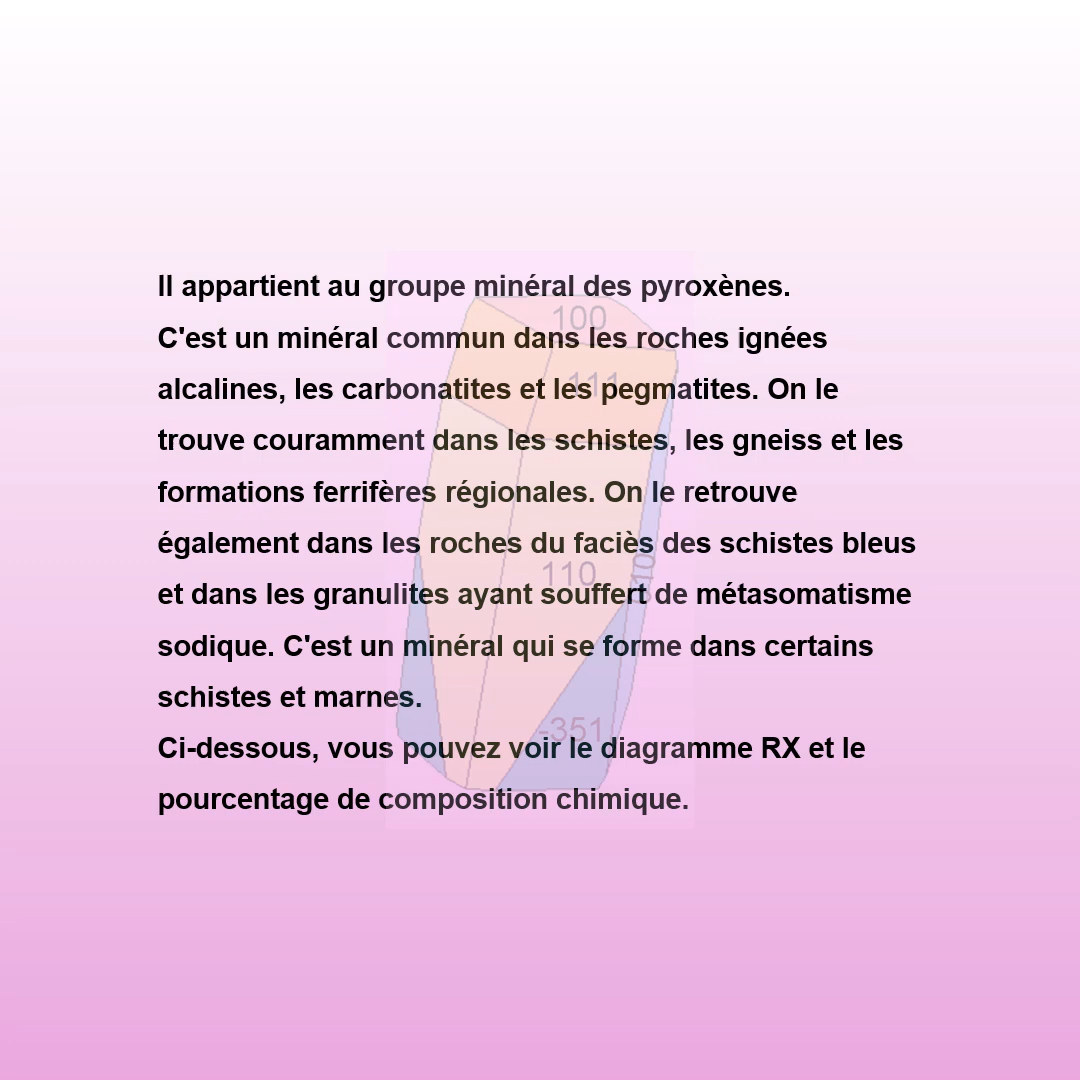 Il appartient au groupe minéral des pyroxènes.
C'est un minéral commun dans les roches ignées
alcalines, les carbonatites et les pegmatites. On le
trouve couramment dans les schistes, les gneiss et les
formations ferrifères régionales. On le retrouve
également dans les roches du faciès des schistes bleus
et dans les granulites ayant souffert de métasomatisme
sodique. C'est un minéral qui se forme dans certains
schistes et marnes.
Ci-dessous, vous pouvez voir le diagramme RX et le
pourcentage de composition chimique.
100
111
110
-351